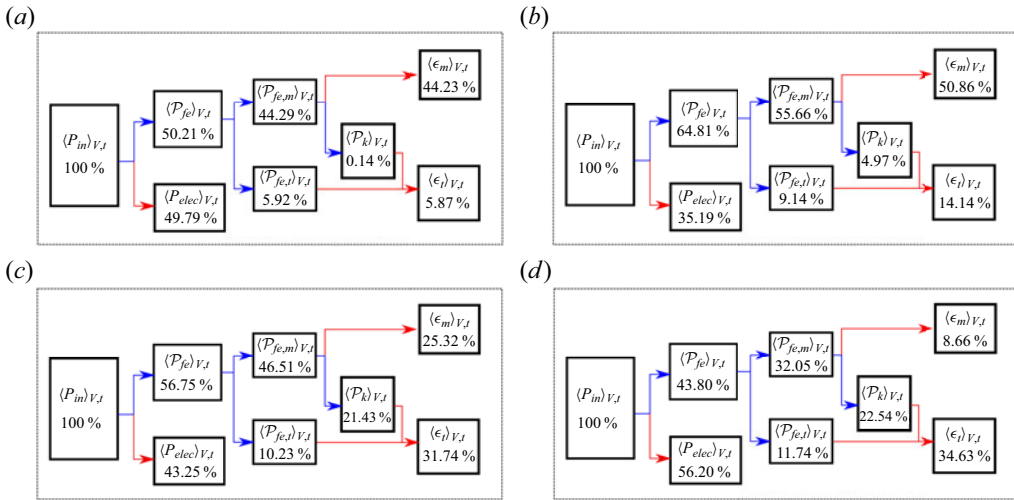 (a)
⟨P_in⟩_V,t
100 %
⟨𝒫_fe⟩_V,t
50.21 %
⟨P_elec⟩_V,t
49.79 %
⟨𝒫_fe,m⟩_V,t
44.29 %
⟨𝒫_fe,t⟩_V,t
5.92 %
⟨𝒫_k⟩_V,t
0.14 %
⟨ϵ_m⟩_V,t
44.23 %
⟨ϵ_t⟩_V,t
5.87 %
(b)
⟨P_in⟩_V,t
100 %
⟨𝒫_fe⟩_V,t
64.81 %
⟨P_elec⟩_V,t
35.19 %
⟨𝒫_fe,m⟩_V,t
55.66 %
⟨𝒫_fe,t⟩_V,t
9.14 %
⟨𝒫_k⟩_V,t
4.97 %
⟨ϵ_m⟩_V,t
50.86 %
⟨ϵ_t⟩_V,t
14.14 %
(c)
⟨P_in⟩_V,t
100 %
⟨𝒫_fe⟩_V,t
56.75 %
⟨P_elec⟩_V,t
43.25 %
⟨𝒫_fe,m⟩_V,t
46.51 %
⟨𝒫_fe,t⟩_V,t
10.23 %
⟨𝒫_k⟩_V,t
21.43 %
⟨ϵ_m⟩_V,t
25.32 %
⟨ϵ_t⟩_V,t
31.74 %
(d)
⟨P_in⟩_V,t
100 %
⟨𝒫_fe⟩_V,t
43.80 %
⟨P_elec⟩_V,t
56.20 %
⟨𝒫_fe,m⟩_V,t
32.05 %
⟨𝒫_fe,t⟩_V,t
11.74 %
⟨𝒫_k⟩_V,t
22.54 %
⟨ϵ_m⟩_V,t
8.66 %
⟨ϵ_t⟩_V,t
34.63 %